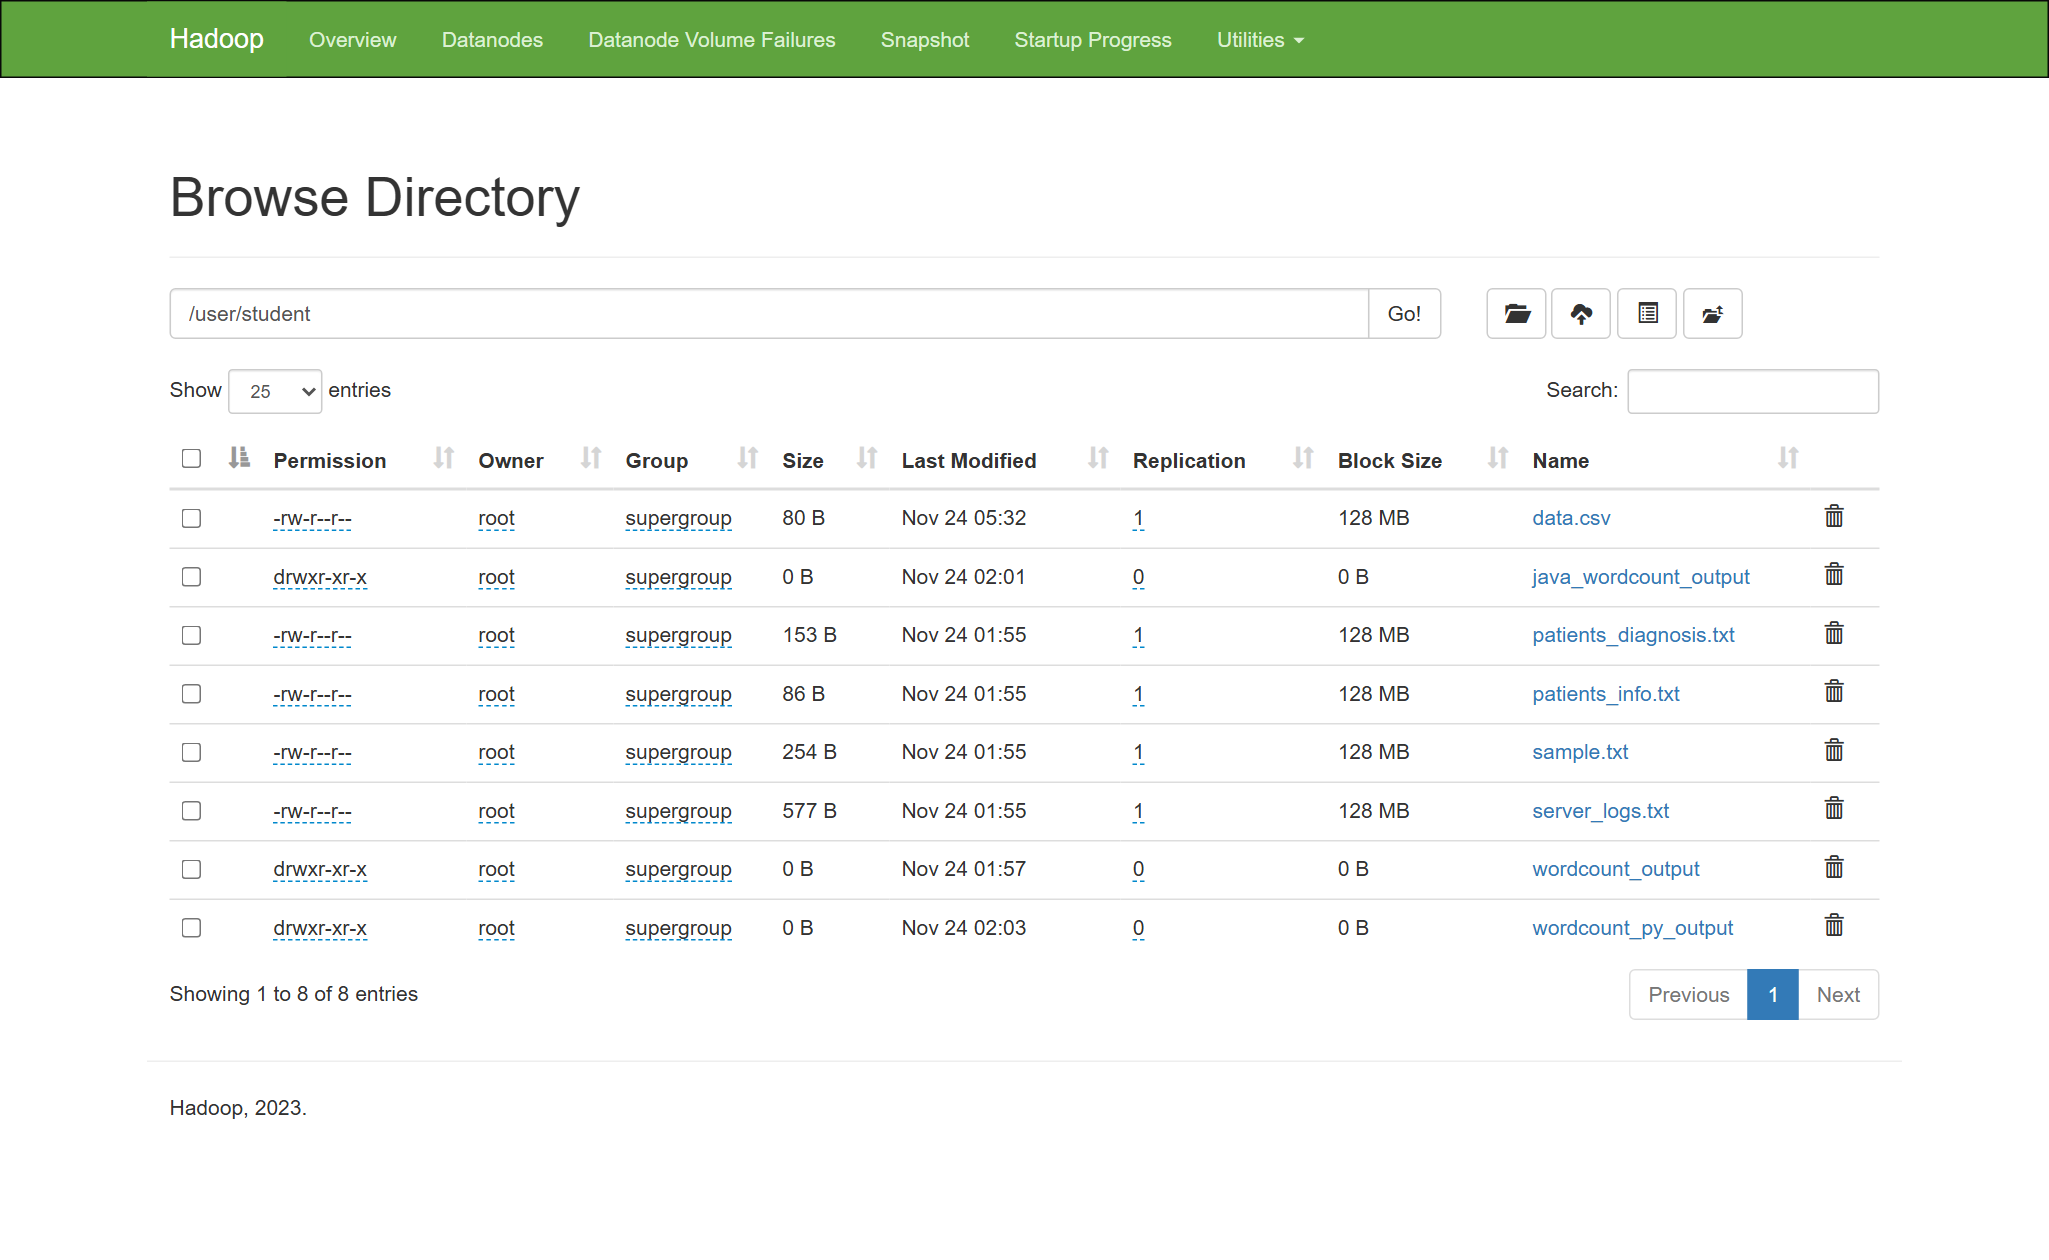 Hadoop Overview Datanodes Datanode Volume Failures Snapshot Startup Progress Utilities
Browse Directory
/user/student Go!
Show 25 entries Search:
Permission Owner Group Size Last Modified Replication Block Size Name
-rw-r--r-- root supergroup 80 B Nov 24 05:32 1 128 MB data.csv
drwxr-xr-x root supergroup 0 B Nov 24 02:01 0 0 B java_wordcount_output
-rw-r--r-- root supergroup 153 B Nov 24 01:55 1 128 MB patients_diagnosis.txt
-rw-r--r-- root supergroup 86 B Nov 24 01:55 1 128 MB patients_info.txt
-rw-r--r-- root supergroup 254 B Nov 24 01:55 1 128 MB sample.txt
-rw-r--r-- root supergroup 577 B Nov 24 01:55 1 128 MB server_logs.txt
drwxr-xr-x root supergroup 0 B Nov 24 01:57 0 0 B wordcount_output
drwxr-xr-x root supergroup 0 B Nov 24 02:03 0 0 B wordcount_py_output
Showing 1 to 8 of 8 entries Previous 1 Next
Hadoop, 2023.